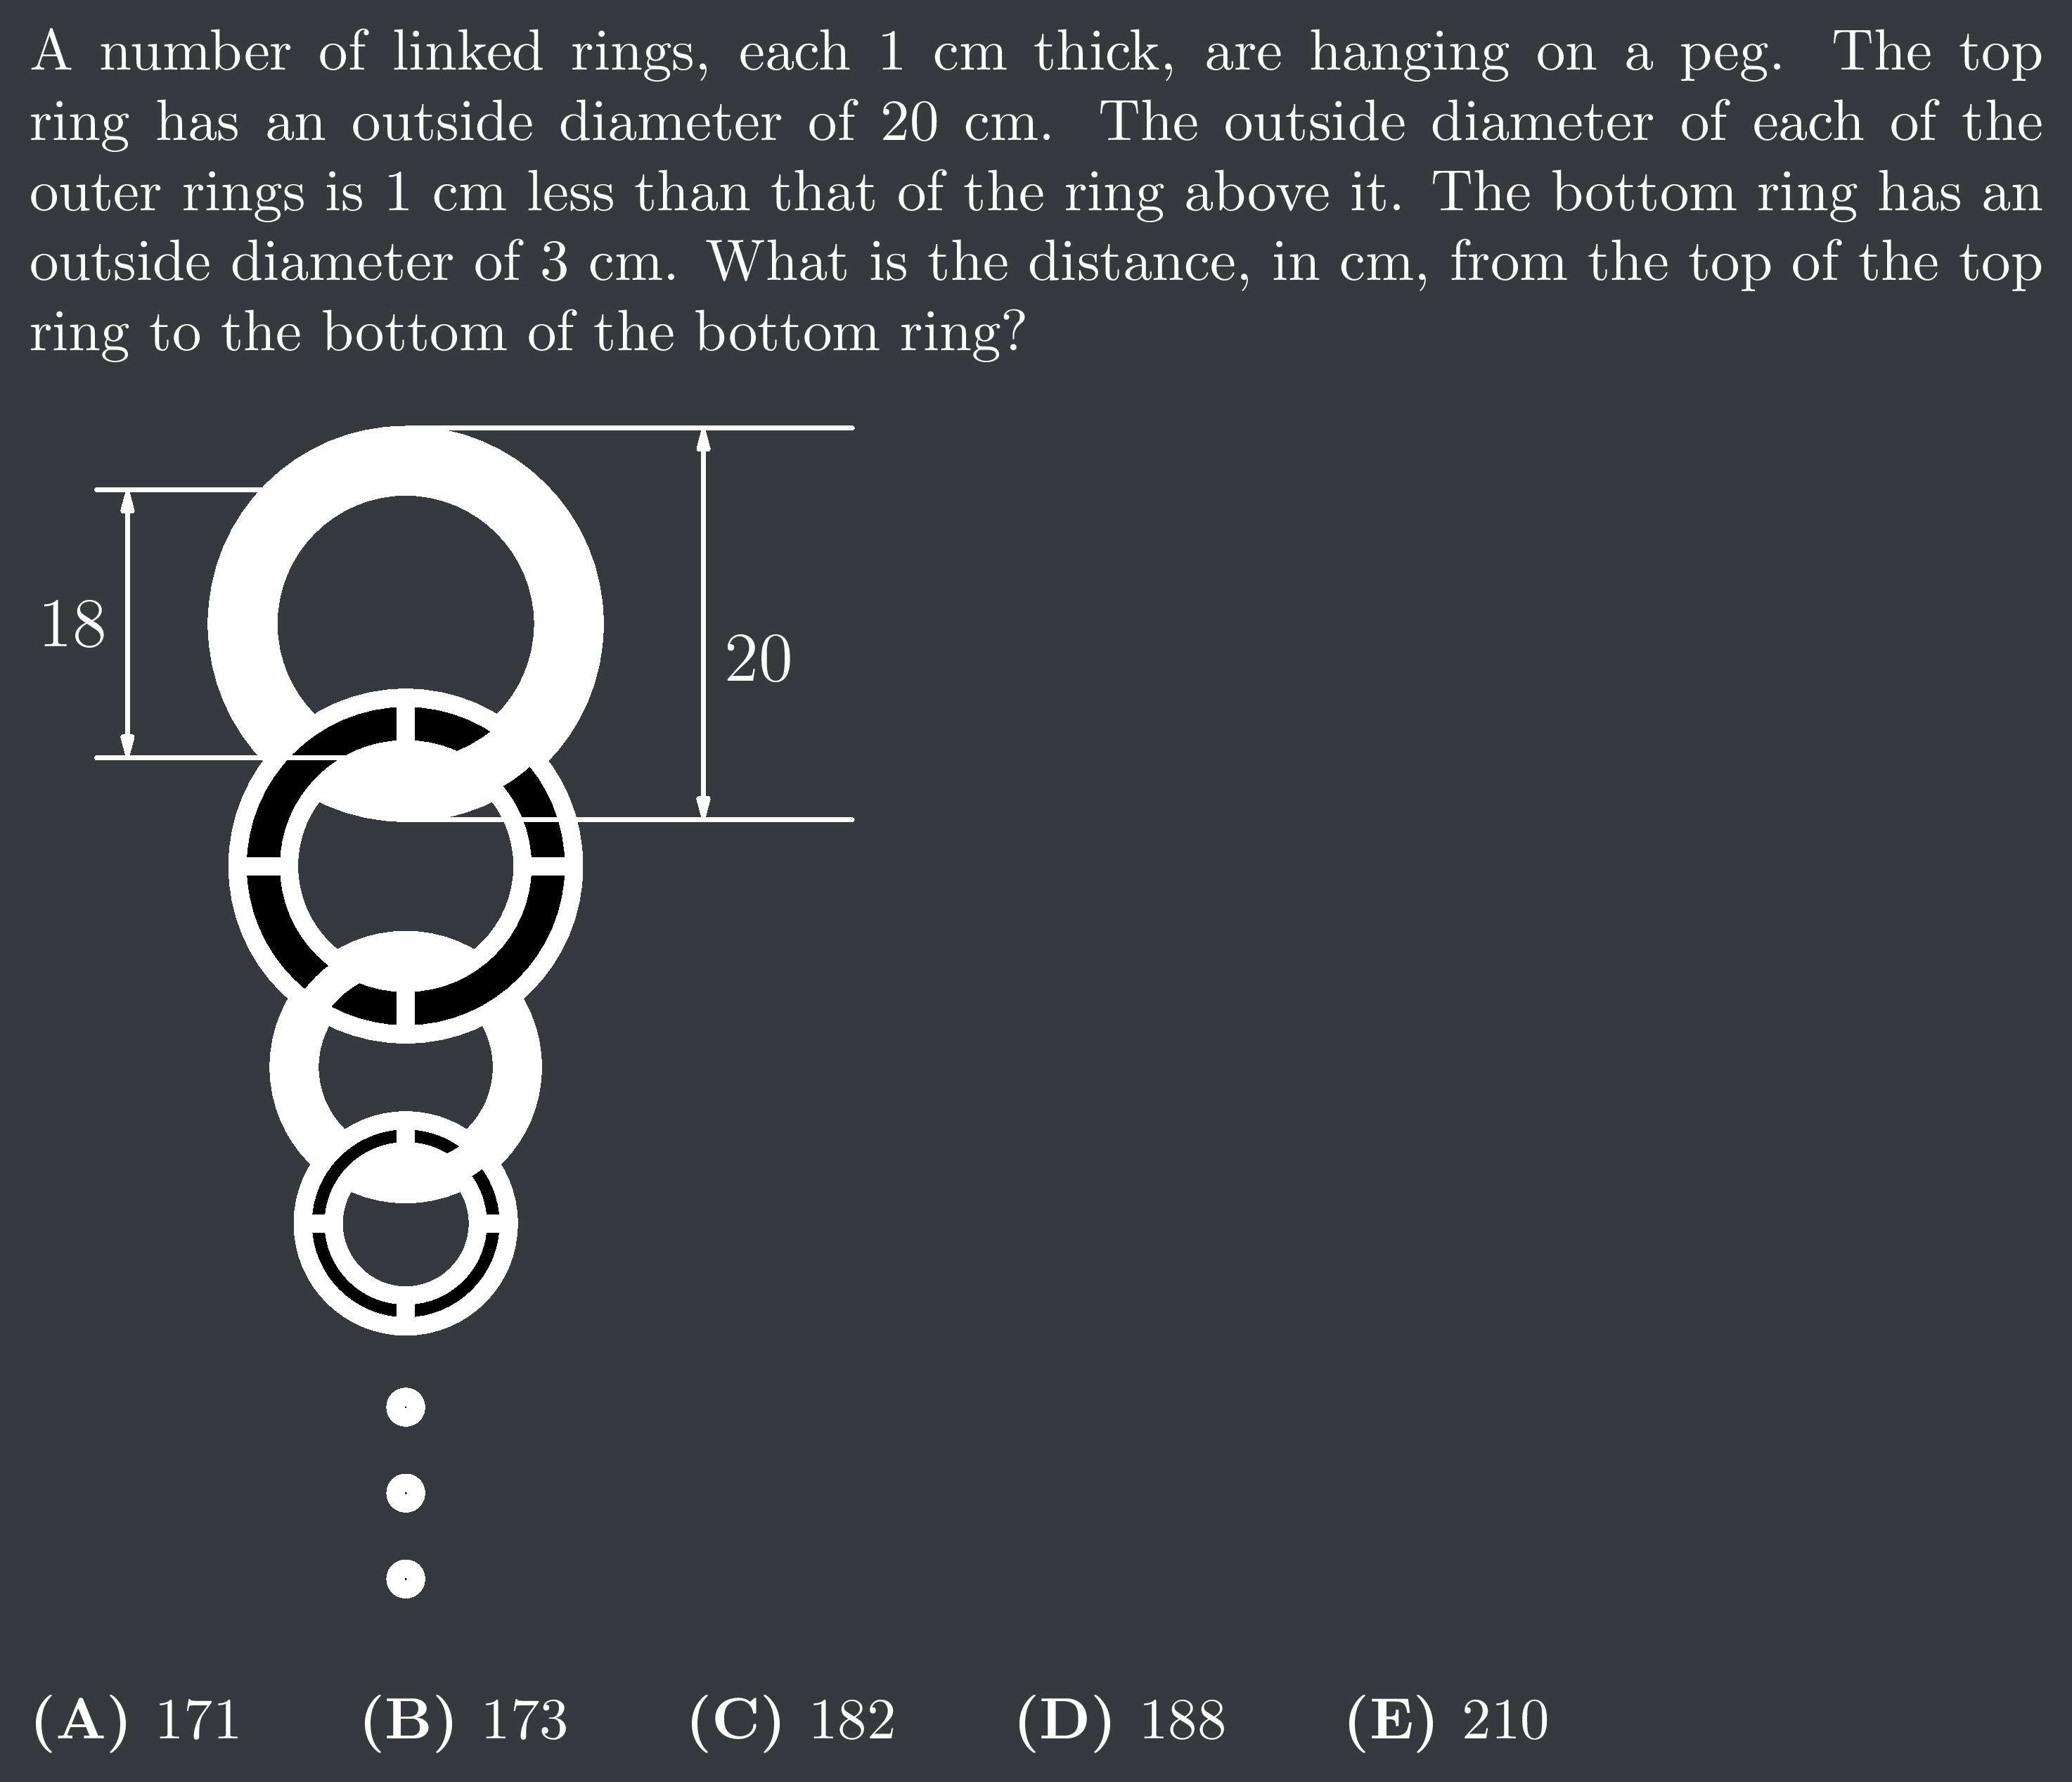 A number of linked rings, each 1 cm thick, are hanging on a peg. The top
ring has an outside diameter of 20 cm. The outside diameter of each of the
outer rings is 1 cm less than that of the ring above it. The bottom ring has an
outside diameter of 3 cm. What is the distance, in cm, from the top of the top
ring to the bottom of the bottom ring?
18
20
(A) 171 (B) 173 (C) 182 (D) 188 (E) 210